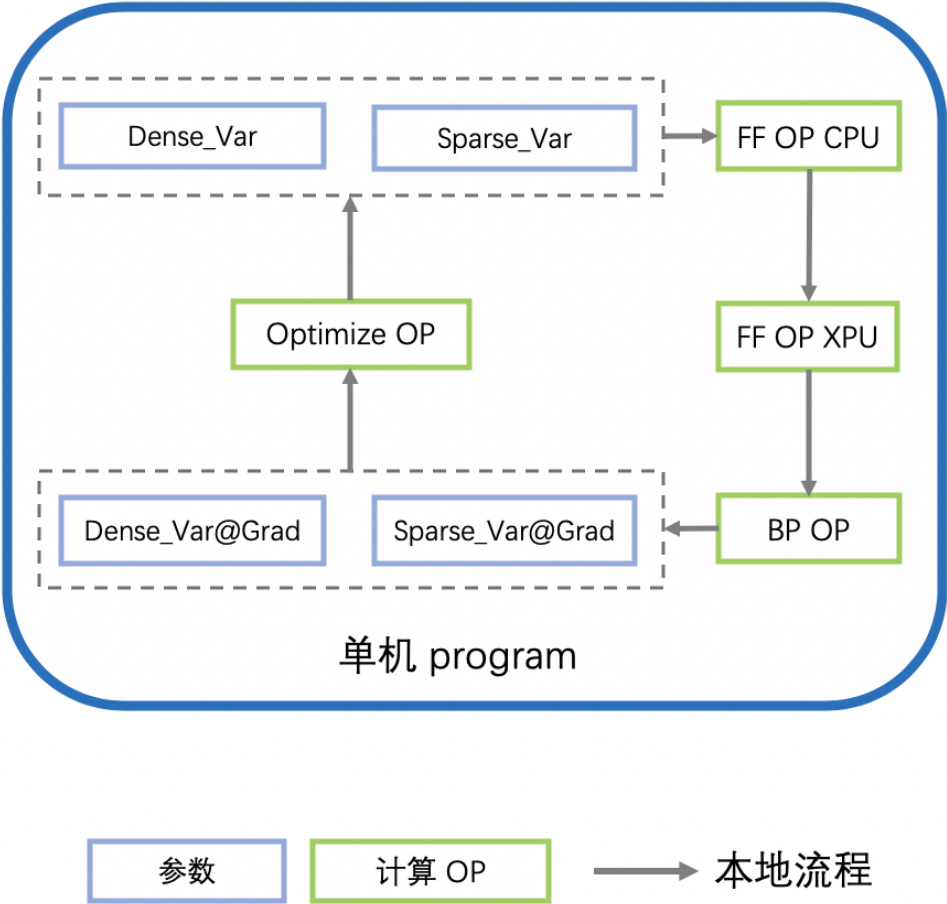 Dense_Var
Sparse_Var
FF OP CPU
Optimize OP
FF OP XPU
Dense_Var@Grad
Sparse_Var@Grad
BP OP
单机 program
参数
计算 OP
本地流程